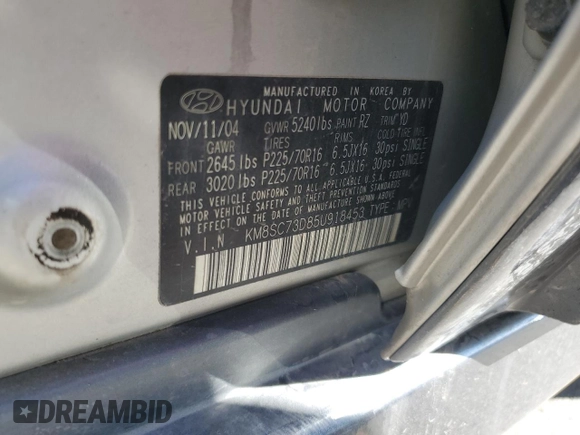 MANUFACTURED IN KOREA BY
HYUNDAI MOTOR COMPANY
NOV/11/04 GVWR 5240lbs PAINT RZ TRIM YD
GAWR TIRES RIMS COLD TIRE INFL.
FRONT 2645 lbs P225/70R16 6.5JX16 30psi SINGLE
REAR 3020 lbs P225/70R16 6.5JX16 30psi SINGLE
THIS VEHICLE CONFORMS TO ALL APPLICABLE U.S.A. FEDERAL
MOTOR VEHICLE SAFETY AND THEFT PREVENTION STANDARDS
IN EFFECT ON THE DATE OF MANUFACTURE SHOWN ABOVE.
V.I.N KM8SC73D85U918453 TYPE: MPV
DREAMBID